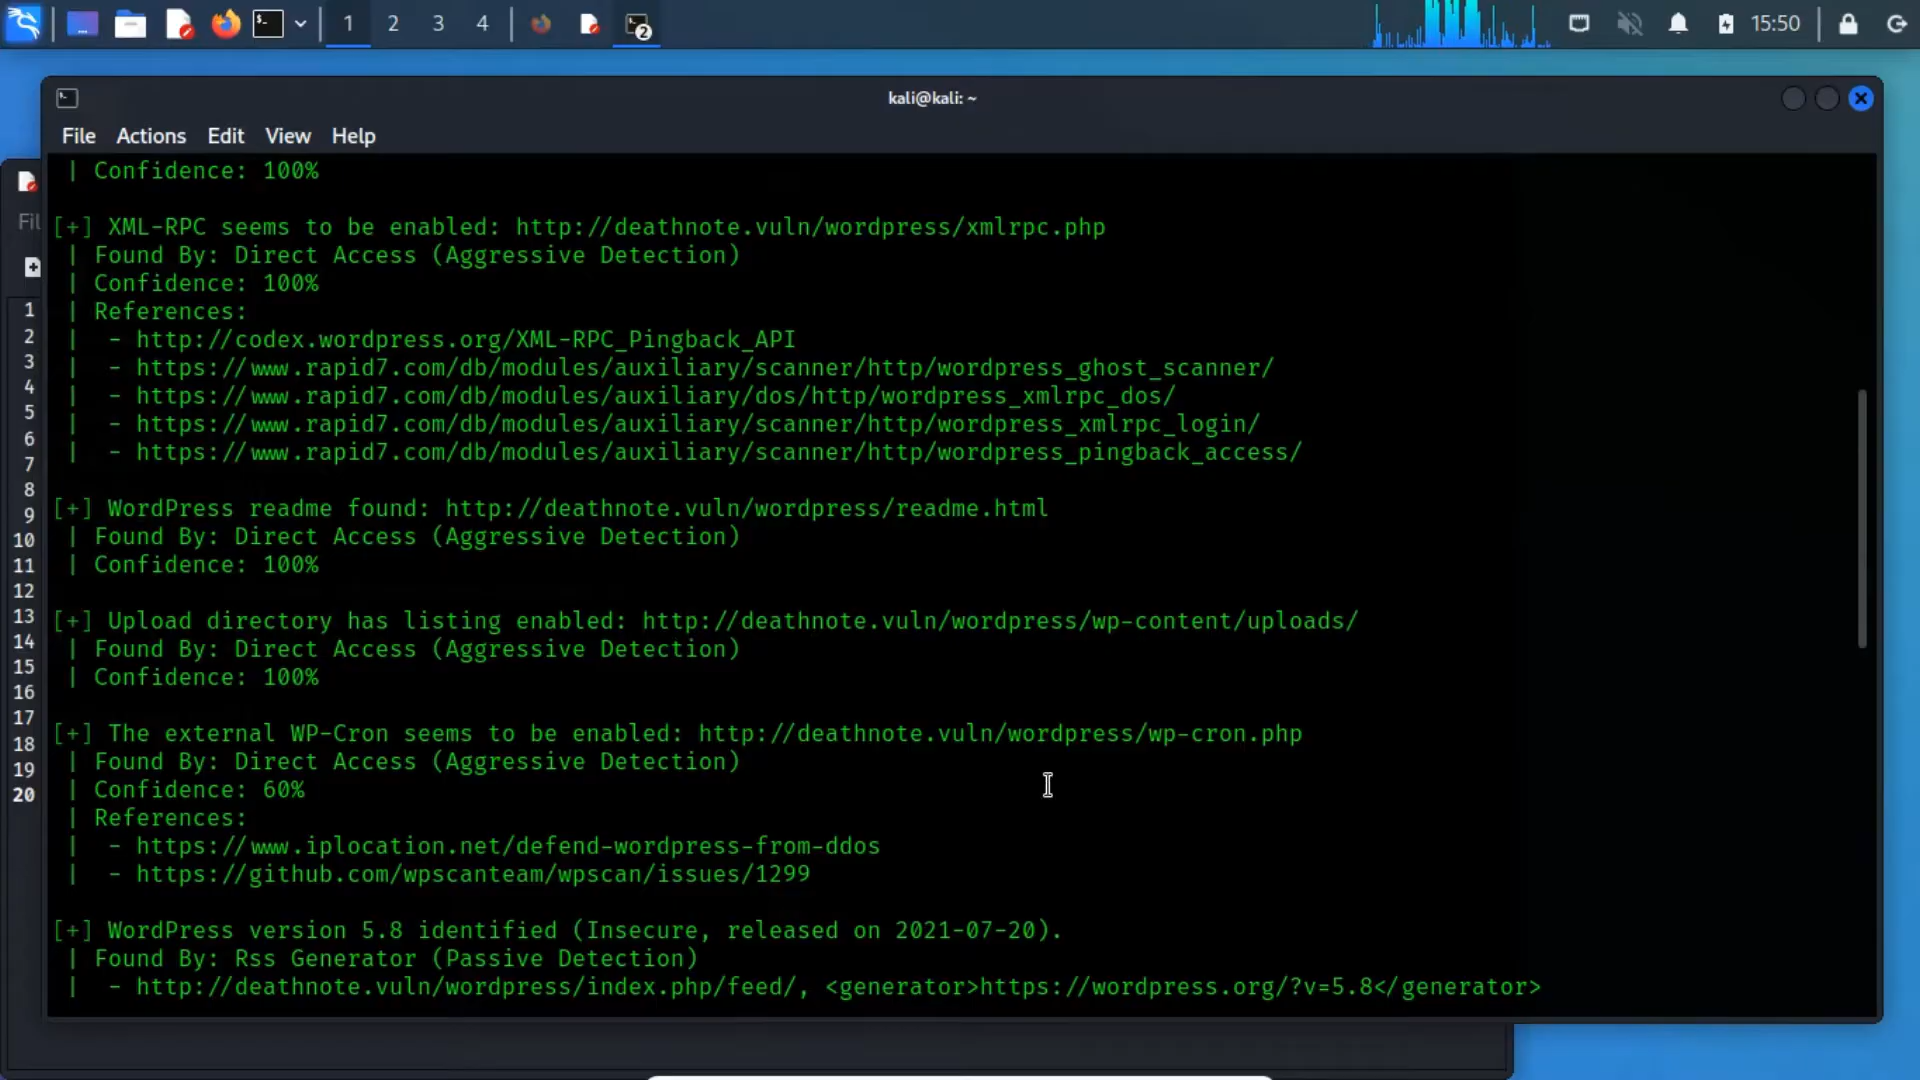 1 2 3 4
2
15:50
kali@kali: ~
File Actions Edit View Help
| Confidence: 100%
[+] XML-RPC seems to be enabled: http://deathnote.vuln/wordpress/xmlrpc.php
| Found By: Direct Access (Aggressive Detection)
| Confidence: 100%
| References:
| - http://codex.wordpress.org/XML-RPC_Pingback_API
| - https://www.rapid7.com/db/modules/auxiliary/scanner/http/wordpress_ghost_scanner/
| - https://www.rapid7.com/db/modules/auxiliary/dos/http/wordpress_xmlrpc_dos/
| - https://www.rapid7.com/db/modules/auxiliary/scanner/http/wordpress_xmlrpc_login/
| - https://www.rapid7.com/db/modules/auxiliary/scanner/http/wordpress_pingback_access/
[+] WordPress readme found: http://deathnote.vuln/wordpress/readme.html
| Found By: Direct Access (Aggressive Detection)
| Confidence: 100%
[+] Upload directory has listing enabled: http://deathnote.vuln/wordpress/wp-content/uploads/
| Found By: Direct Access (Aggressive Detection)
| Confidence: 100%
[+] The external WP-Cron seems to be enabled: http://deathnote.vuln/wordpress/wp-cron.php
| Found By: Direct Access (Aggressive Detection)
| Confidence: 60%
| References:
| - https://www.iplocation.net/defend-wordpress-from-ddos
| - https://github.com/wpscanteam/wpscan/issues/1299
[+] WordPress version 5.8 identified (Insecure, released on 2021-07-20).
| Found By: Rss Generator (Passive Detection)
| - http://deathnote.vuln/wordpress/index.php/feed/, <generator>https://wordpress.org/?v=5.8</generator>
Fil
1
2
3
4
5
6
7
8
9
10
11
12
13
14
15
16
17
18
19
20